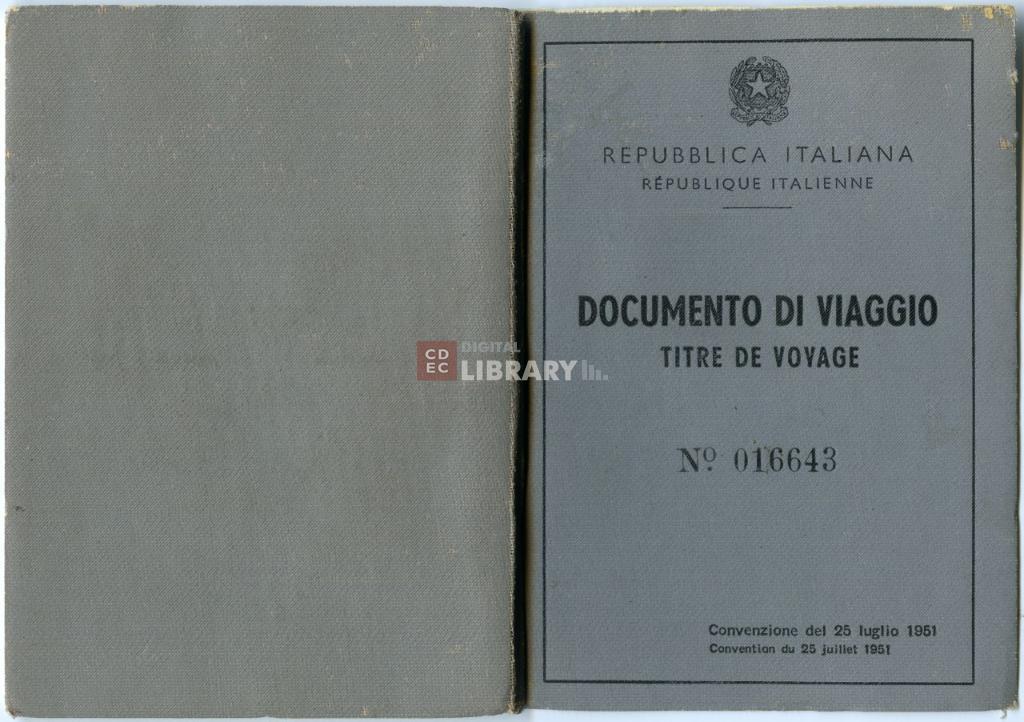 REPUBBLICA ITALIANA
RÉPUBLIQUE ITALIENNE
DOCUMENTO DI VIAGGIO
TITRE DE VOYAGE
CD
EC
DIGITAL
LIBRARY
Nº 016643
Convenzione del 25 luglio 1951
Convention du 25 juillet 1951